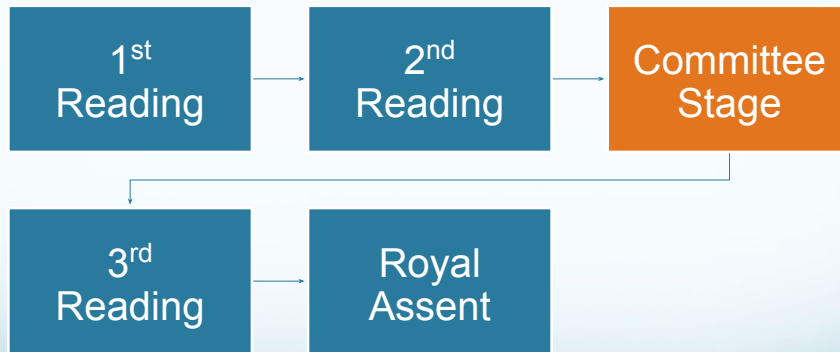 1st
Reading
2nd
Reading
Committee
Stage
3rd
Reading
Royal
Assent